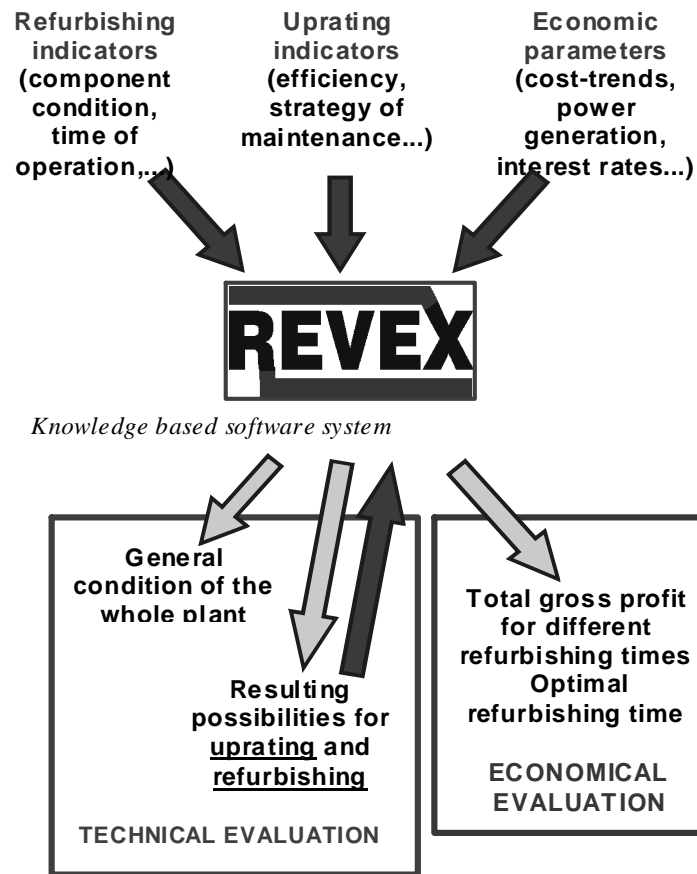 Refurbishing
indicators
(component
condition,
time of
operation,...)
Uprating
indicators
(efficiency,
strategy of
maintenance...)
Economic
parameters
(cost-trends,
power
generation,
interest rates...)
REVEX
Knowledge based software system
General
condition of the
whole plant
Resulting
possibilities for
uprating and
refurbishing
TECHNICAL EVALUATION
Total gross profit
for different
refurbishing times
Optimal
refurbishing time
ECONOMICAL
EVALUATION